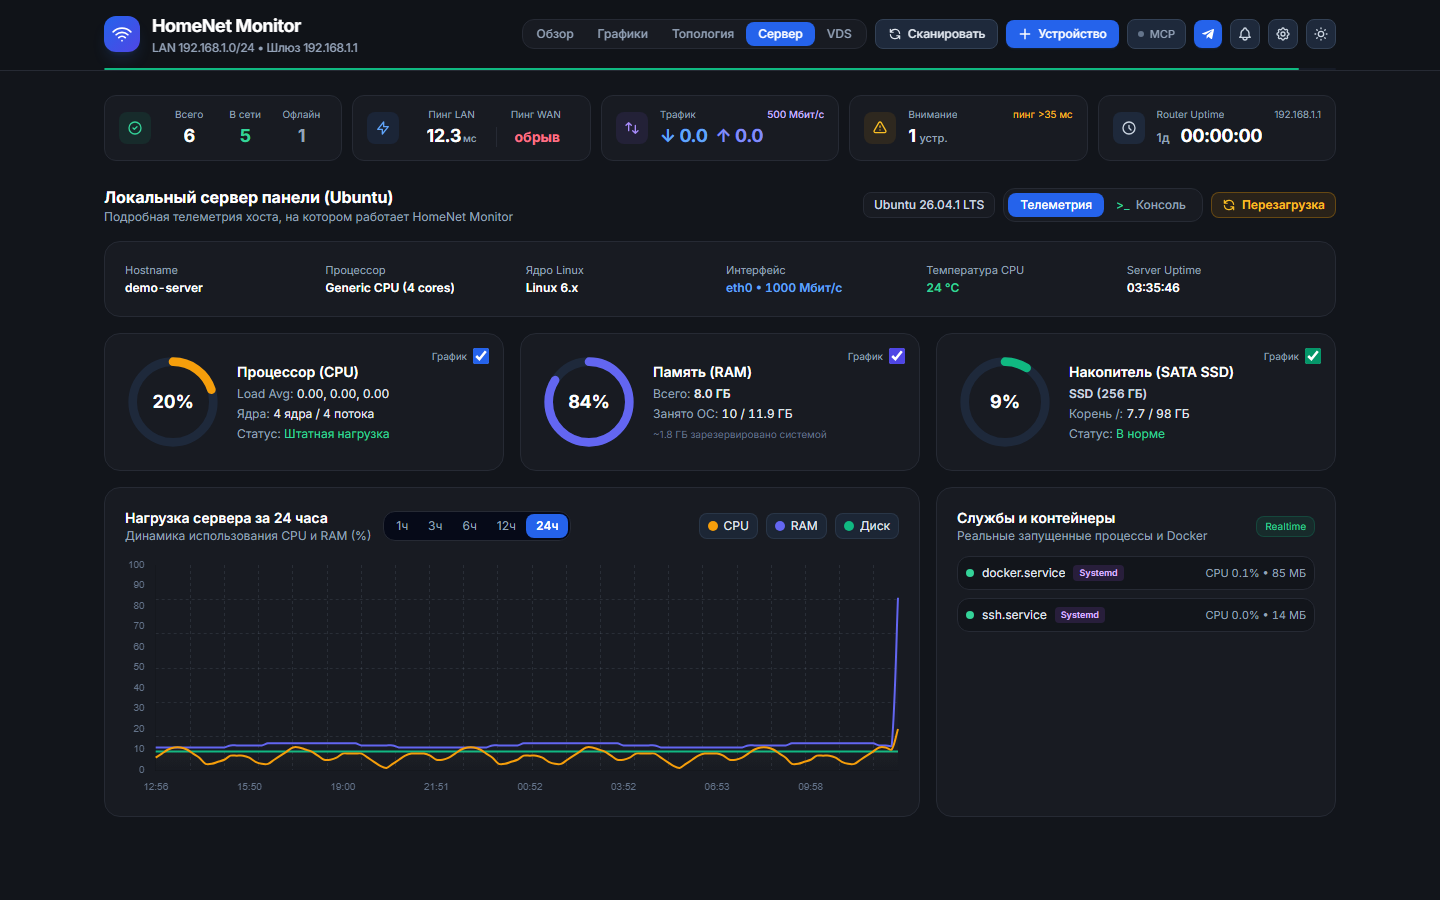 HomeNet Monitor
LAN 192.168.1.0/24 • Шлюз 192.168.1.1
Обзор Графики Топология Сервер VDS
Сканировать
+ Устройство
MCP
Всего В сети Офлайн
6 5 1
Пинг LAN Пинг WAN
12.3 мс обрыв
Трафик 500 Мбит/с
↓ 0.0 ↑ 0.0
Внимание пинг >35 мс
1 устр.
Router Uptime 192.168.1.1
1д 00:00:00
Локальный сервер панели (Ubuntu)
Подробная телеметрия хоста, на котором работает HomeNet Monitor
Ubuntu 26.04.1 LTS
Телеметрия >_ Консоль
Перезагрузка
Hostname Процессор Ядро Linux Интерфейс Температура CPU Server Uptime
demo-server Generic CPU (4 cores) Linux 6.x eth0 • 1000 Мбит/с 24 °C 03:35:46
График
20%
Процессор (CPU)
Load Avg: 0.00, 0.00, 0.00
Ядра: 4 ядра / 4 потока
Статус: Штатная нагрузка
График
84%
Память (RAM)
Всего: 8.0 ГБ
Занято ОС: 10 / 11.9 ГБ
~1.8 ГБ зарезервировано системой
График
9%
Накопитель (SATA SSD)
SSD (256 ГБ)
Корень /: 7.7 / 98 ГБ
Статус: В норме
Нагрузка сервера за 24 часа
Динамика использования CPU и RAM (%)
1ч 3ч 6ч 12ч 24ч
CPU RAM Диск
100
90
80
70
60
50
40
30
20
10
0
12:56 15:50 19:00 21:51 00:52 03:52 06:53 09:58
Службы и контейнеры
Реальные запущенные процессы и Docker
Realtime
docker.service Systemd CPU 0.1% • 85 МБ
ssh.service Systemd CPU 0.0% • 14 МБ